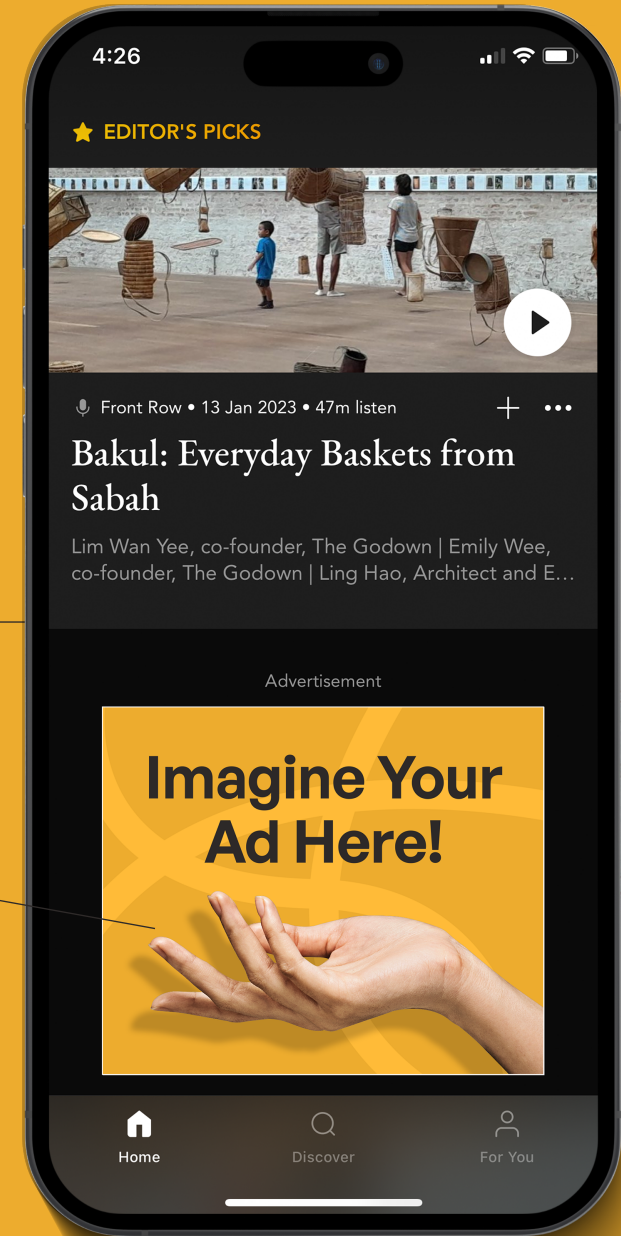 4:26
EDITOR'S PICKS
Front Row • 13 Jan 2023 • 47m listen
Bakul: Everyday Baskets from
Sabah
Lim Wan Yee, co-founder, The Godown | Emily Wee,
co-founder, The Godown | Ling Hao, Architect and E...
Advertisement
Imagine Your
Ad Here!
Home
Discover
For You